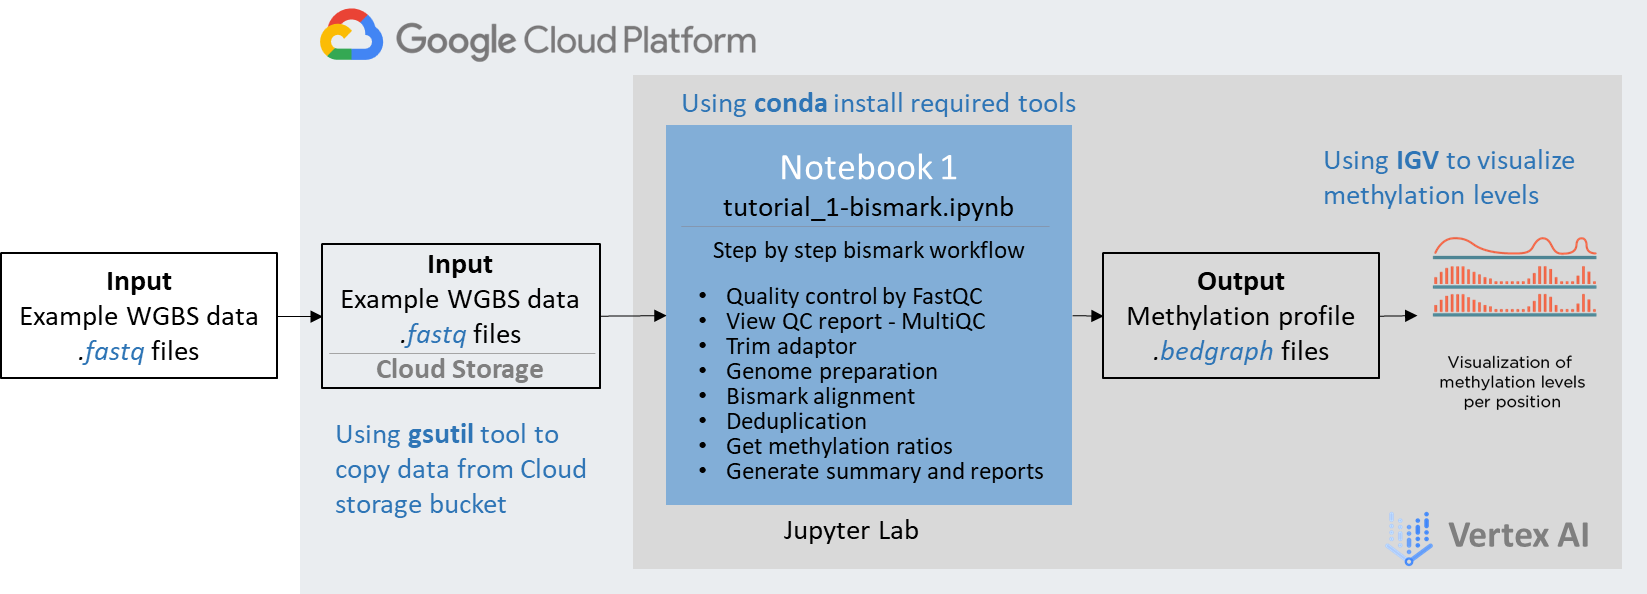 Google Cloud Platform
Using conda install required tools
Notebook 1
tutorial_1-bismark.ipynb
Step by step bismark workflow
• Quality control by FastQC
• View QC report - MultiQC
• Trim adaptor
• Genome preparation
• Bismark alignment
• Deduplication
• Get methylation ratios
• Generate summary and reports
Jupyter Lab
Input
Example WGBS data
.fastq files
Input
Example WGBS data
.fastq files
Cloud Storage
Using gsutil tool to
copy data from Cloud
storage bucket
Output
Methylation profile
.bedgraph files
Using IGV to visualize
methylation levels
Visualization of
methylation levels
per position
Vertex AI